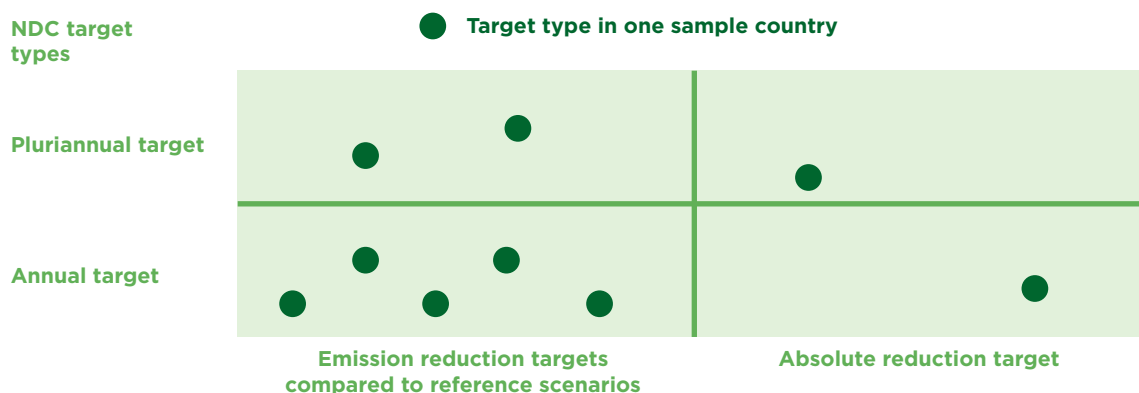 NDC target
types
Target type in one sample country
Pluriannual target
Annual target
Emission reduction targets
compared to reference scenarios
Absolute reduction target